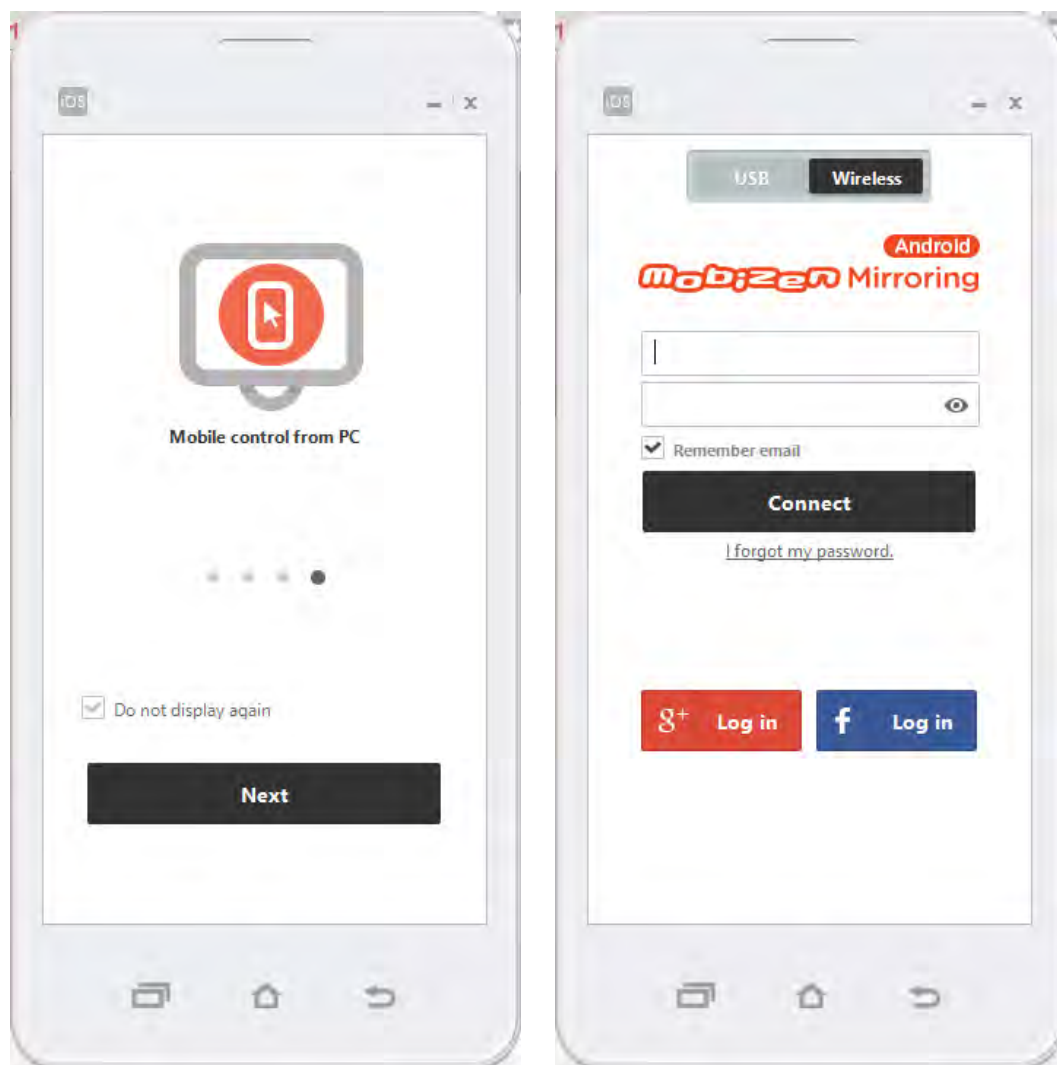 iOS
Mobile control from PC
Do not display again
Next
iOS
USB Wireless
Android
mobizen Mirroring
Remember email
Connect
I forgot my password.
g+ Log in
f Log in